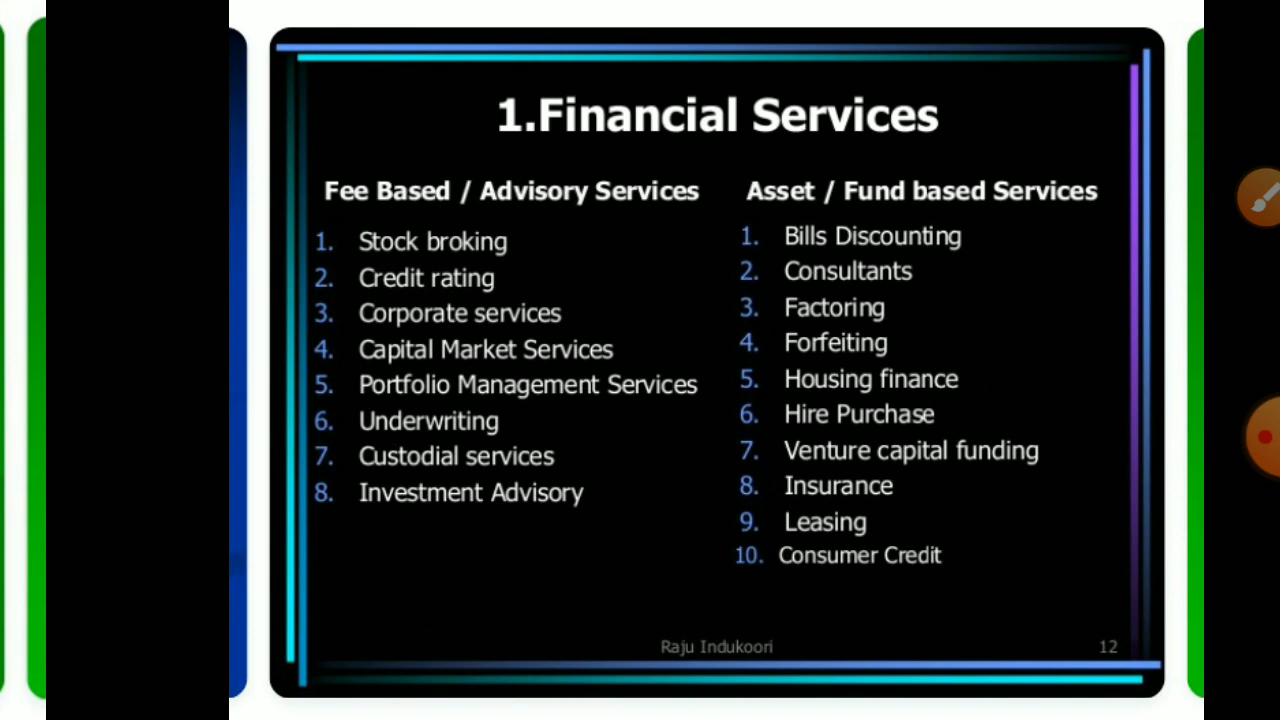 1.Financial Services
Fee Based / Advisory Services
1. Stock broking
2. Credit rating
3. Corporate services
4. Capital Market Services
5. Portfolio Management Services
6. Underwriting
7. Custodial services
8. Investment Advisory
Asset / Fund based Services
1. Bills Discounting
2. Consultants
3. Factoring
4. Forfeiting
5. Housing finance
6. Hire Purchase
7. Venture capital funding
8. Insurance
9. Leasing
10. Consumer Credit
Raju Indukoori
12